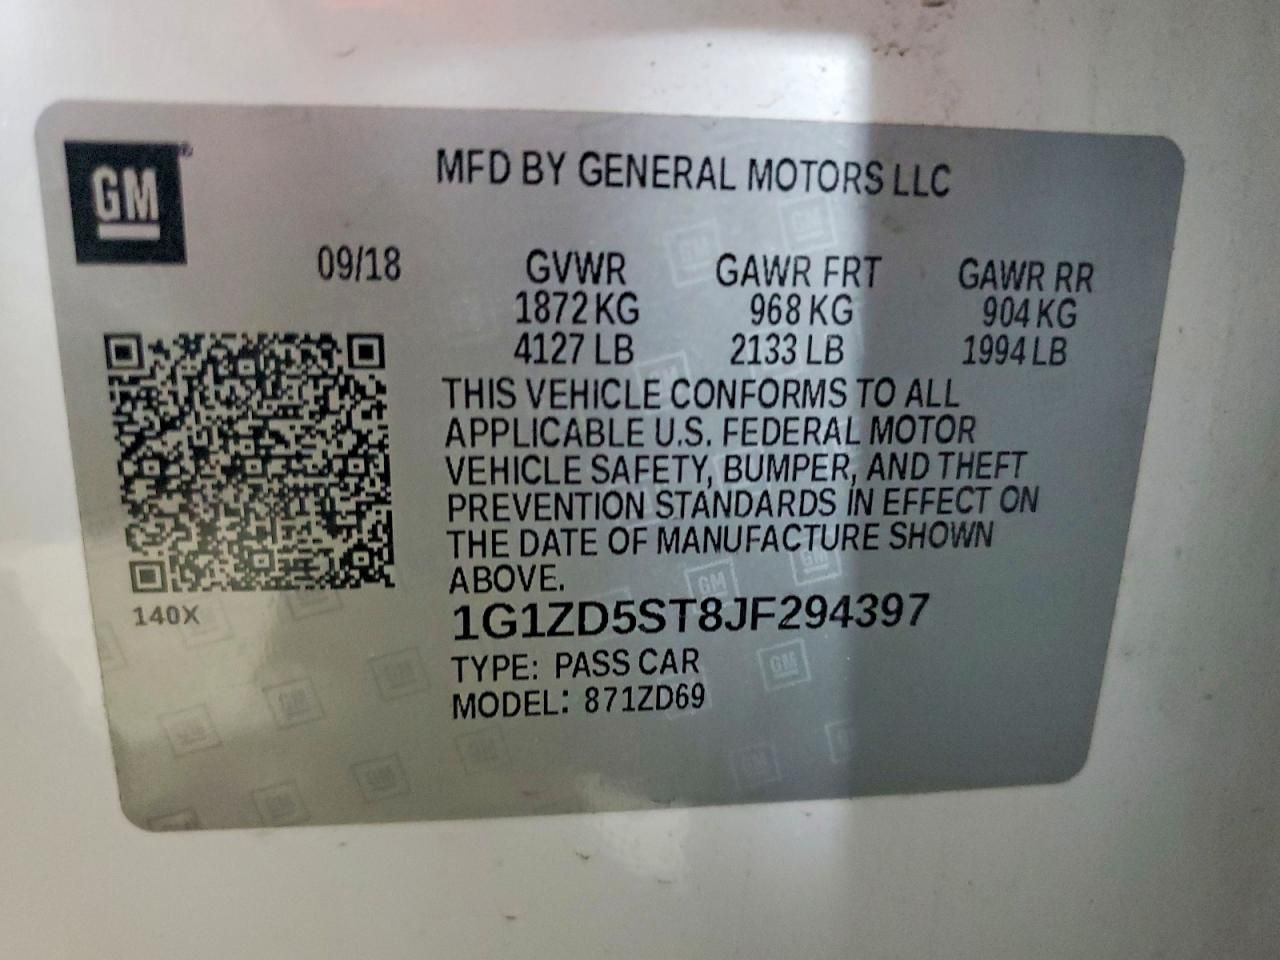 GM
MFD BY GENERAL MOTORS LLC
09/18 GVWR GAWR FRT GAWR RR
1872 KG 968 KG 904 KG
4127 LB 2133 LB 1994 LB
THIS VEHICLE CONFORMS TO ALL
APPLICABLE U.S. FEDERAL MOTOR
VEHICLE SAFETY, BUMPER, AND THEFT
PREVENTION STANDARDS IN EFFECT ON
THE DATE OF MANUFACTURE SHOWN
ABOVE.
140X
1G1ZD5ST8JF294397
TYPE: PASS CAR
MODEL: 871ZD69